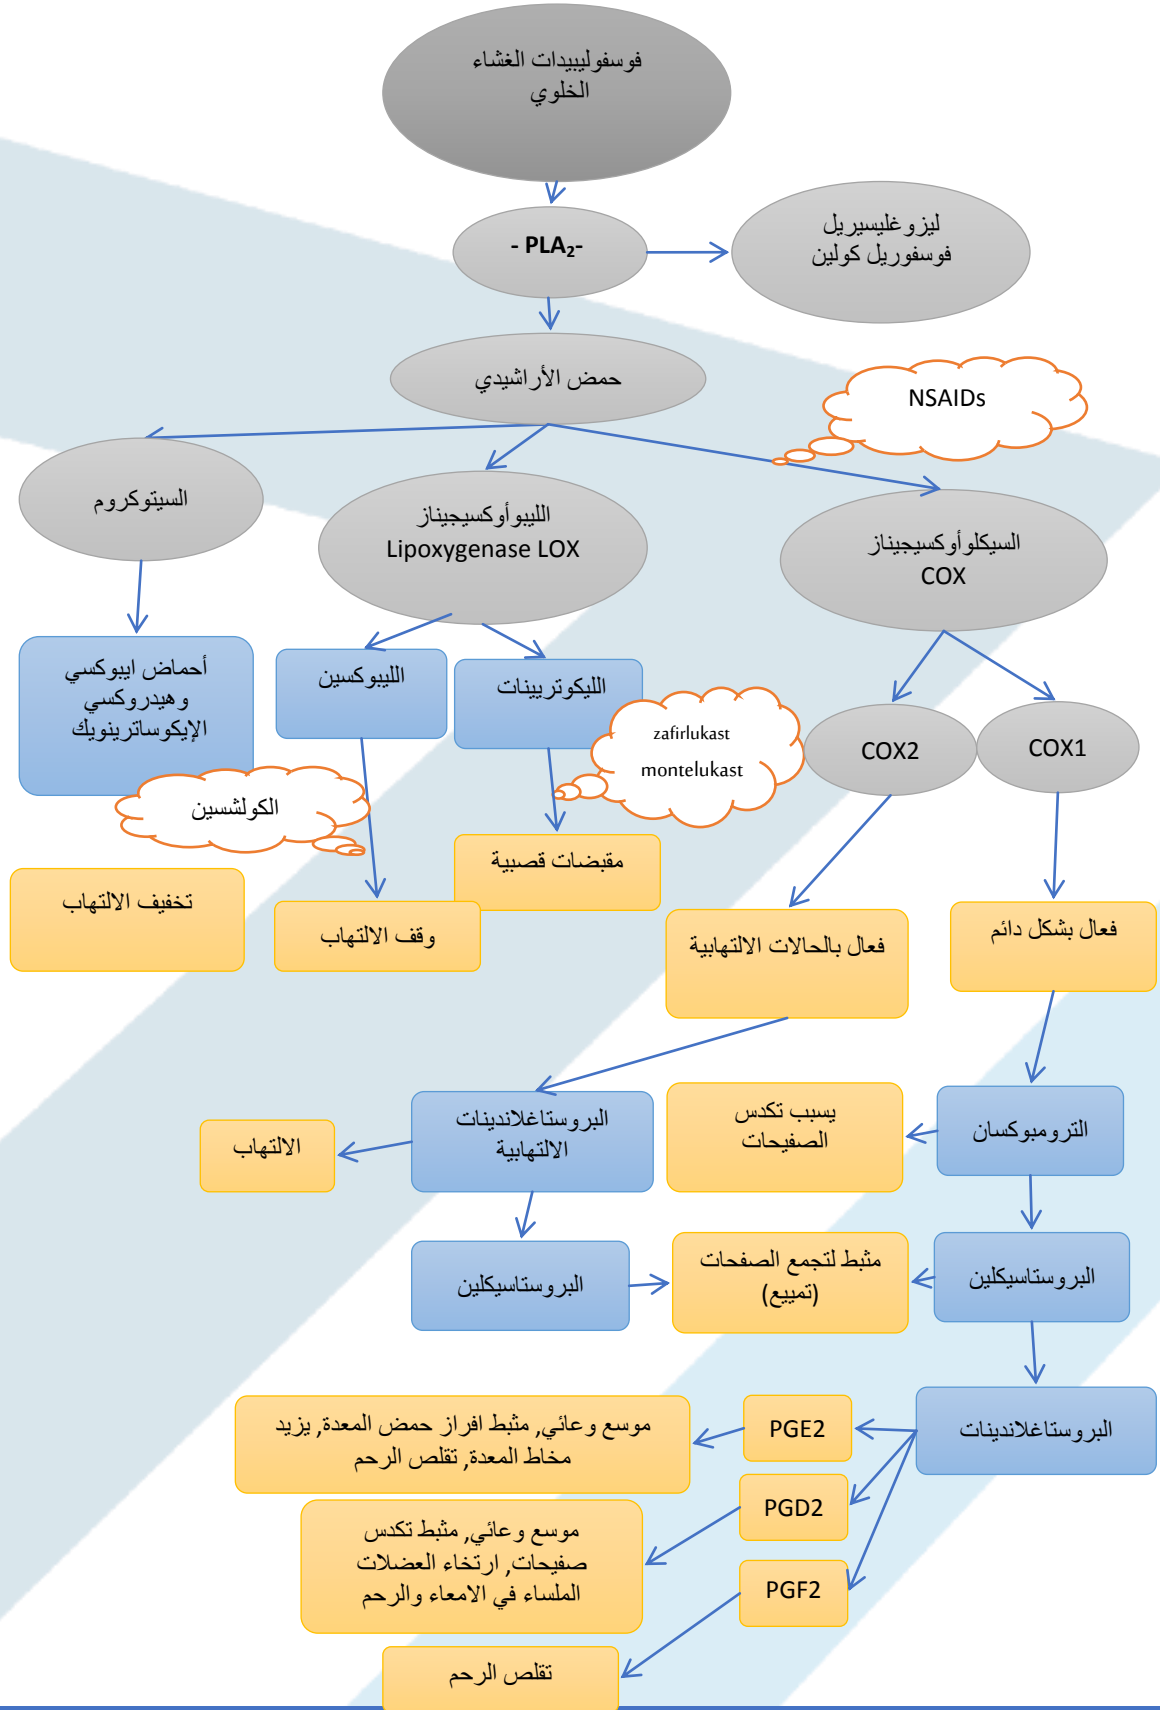 فوسفوليبيدات الغشاء
الخلوي
- PLA₂-
ليزوغليسيريل
فوسفوريل كولين
حمض الأراشيدي
NSAIDs
السيتوكروم
الليبوأوكسيجيناز
Lipoxygenase LOX
السيكلوأوكسيجيناز
COX
أحماض ايبوكسي
وهيدروكسي
الإيكوساترينويك
الليبوكسين
الليكوتريينات
zafirlukast
montelukast
COX2
COX1
الكولشسين
مقبضات قصبية
تخفيف الالتهاب
وقف الالتهاب
فعال بالحالات الالتهابية
فعال بشكل دائم
البروستاغلاندينات
الالتهابية
الالتهاب
يسبب تكدس
الصفيحات
الترومبوكسان
البروستاسيكلين
مثبط لتجمع الصفحات
(تمييع)
البروستاسيكلين
البروستاغلاندينات
PGE2
موسع وعائي, مثبط افراز حمض المعدة, يزيد
مخاط المعدة, تقلص الرحم
PGD2
موسع وعائي, مثبط تكدس
صفيحات, ارتخاء العضلات
الملساء في الامعاء والرحم
PGF2
تقلص الرحم